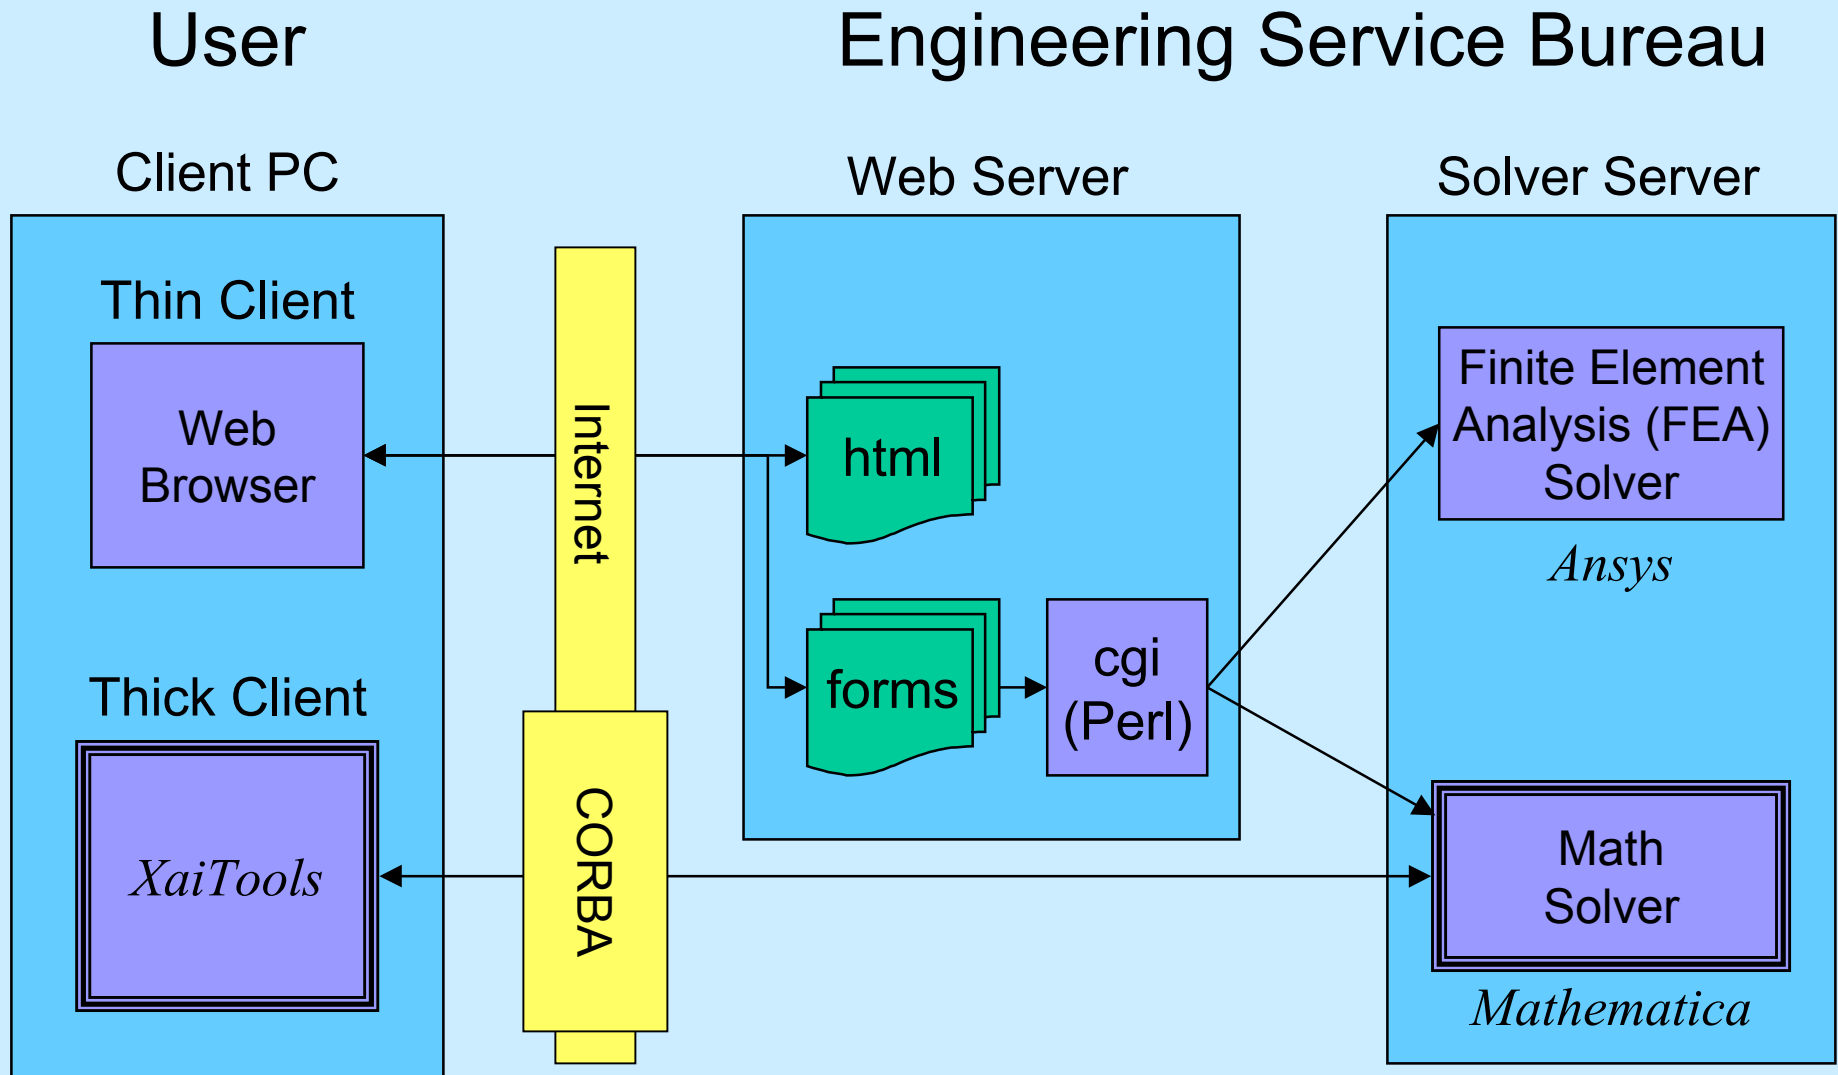 User
Engineering Service Bureau
Client PC
Web Server
Solver Server
Thin Client
Web
Browser
Internet
html
Finite Element
Analysis (FEA)
Solver
Ansys
Thick Client
XaiTools
CORBA
forms
cgi
(Perl)
Math
Solver
Mathematica